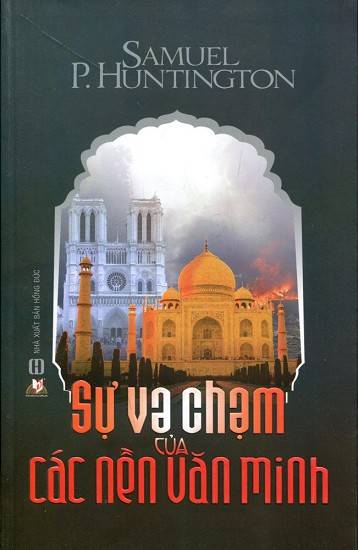 SAMUEL
P. HUNTINGTON
NHÀ XUẤT BẢN HỒNG ĐỨC
Sự va chạm
CỦA
các nền văn minh